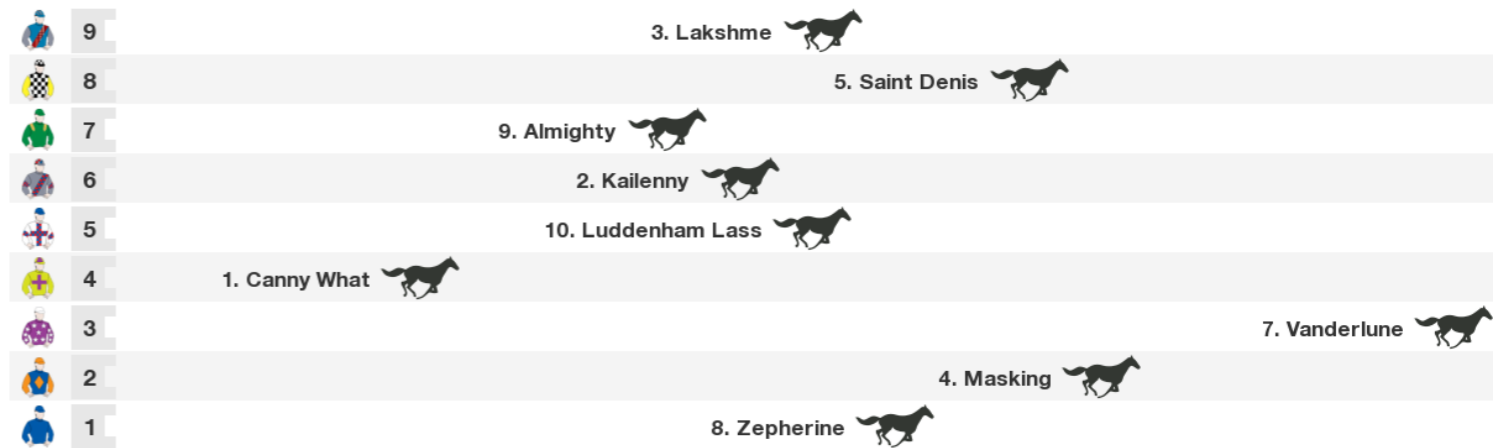 9 3. Lakshme
8 5. Saint Denis
7 9. Almighty
6 2. Kailenny
5 10. Luddenham Lass
4 1. Canny What
3 7. Vanderlune
2 4. Masking
1 8. Zepherine